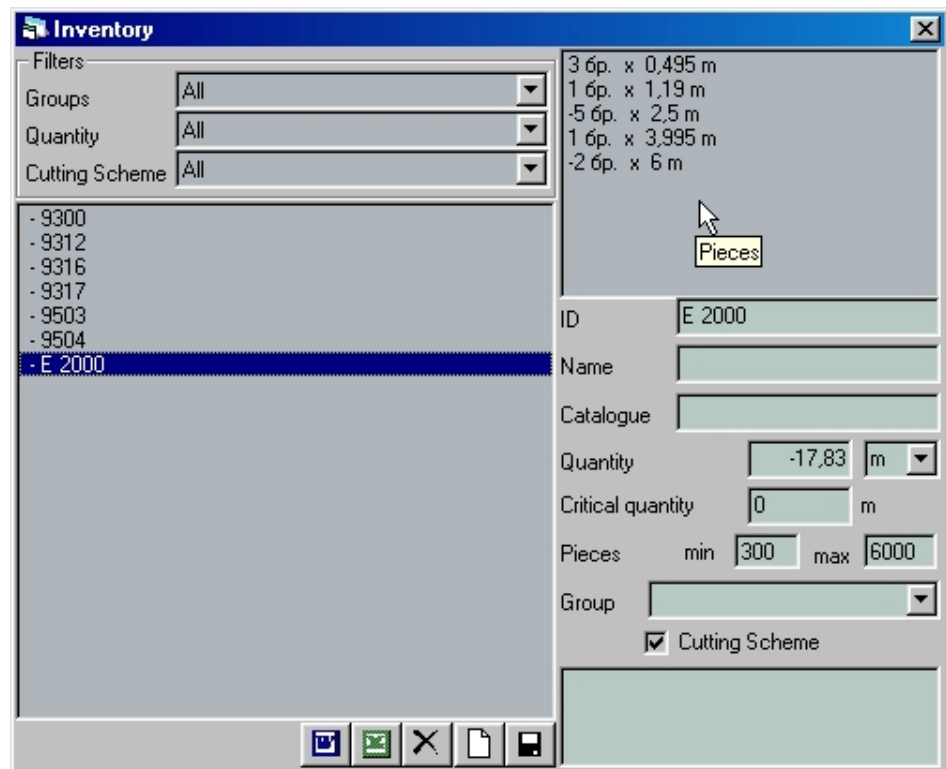 Inventory
Filters
Groups All
Quantity All
Cutting Scheme All
- 9300
- 9312
- 9316
- 9317
- 9503
- 9504
- E 2000
3 бр. x 0,495 m
1 бр. x 1,19 m
-5 бр. x 2,5 m
1 бр. x 3,995 m
-2 бр. x 6 m
Pieces
ID E 2000
Name
Catalogue
Quantity -17,83 m
Critical quantity 0 m
Pieces min 300 max 6000
Group
Cutting Scheme